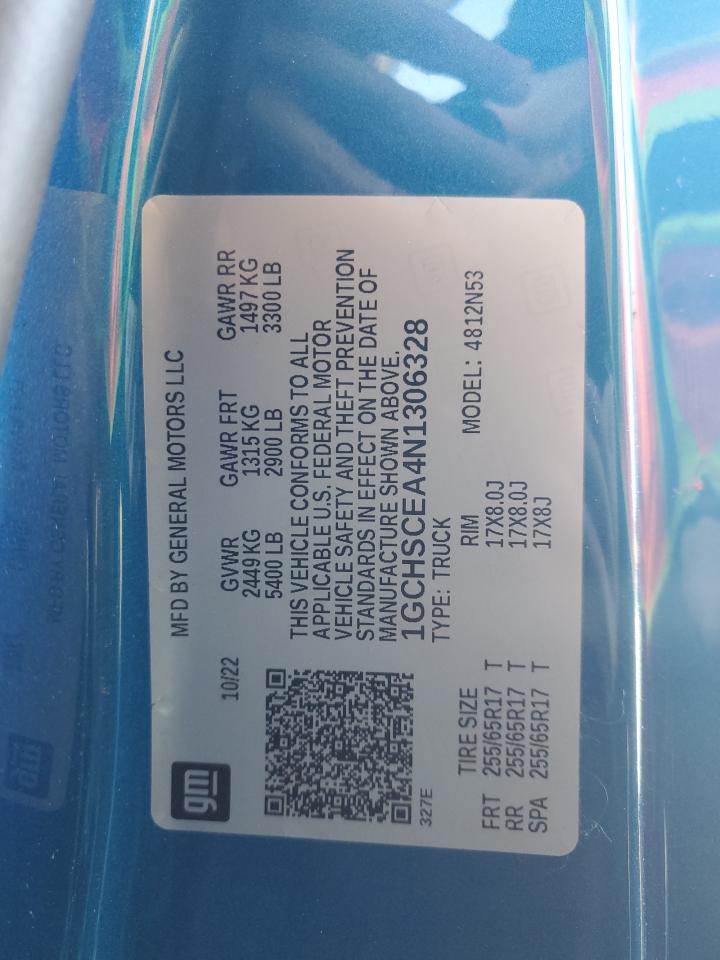 gm
10/22
MFD BY GENERAL MOTORS LLC
GVWR GAWR FRT GAWR RR
2449 KG 1315 KG 1497 KG
5400 LB 2900 LB 3300 LB
THIS VEHICLE CONFORMS TO ALL
APPLICABLE U.S. FEDERAL MOTOR
VEHICLE SAFETY AND THEFT PREVENTION
STANDARDS IN EFFECT ON THE DATE OF
MANUFACTURE SHOWN ABOVE.
1GCHSCEA4N1306328
TYPE: TRUCK
327E
MODEL: 4812N53
TIRE SIZE RIM
FRT 255/65R17 T 17X8.0J
RR 255/65R17 T 17X8.0J
SPA 255/65R17 T 17X8J